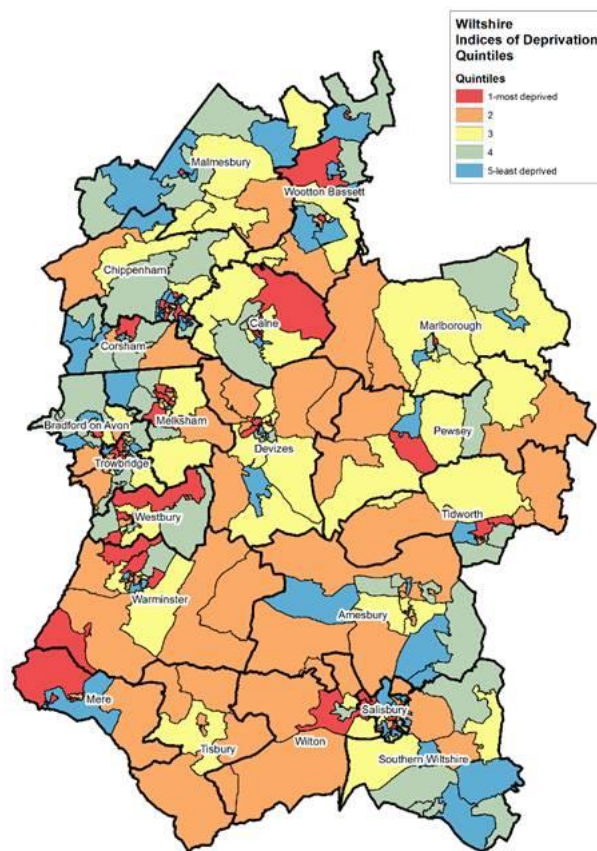 Wiltshire
Indices of Deprivation
Quintiles
Quintiles
1-most deprived
2
3
4
5-least deprived
Malmesbury
Wootton Bassett
Chippenham
Calne
Marlborough
Corsham
Bradford on Avon
Melksham
Pewsey
Devizes
Trowbridge
Westbury
Tidworth
Warminster
Amesbury
Mere
Salisbury
Wilton
Tisbury
Southern Wiltshire